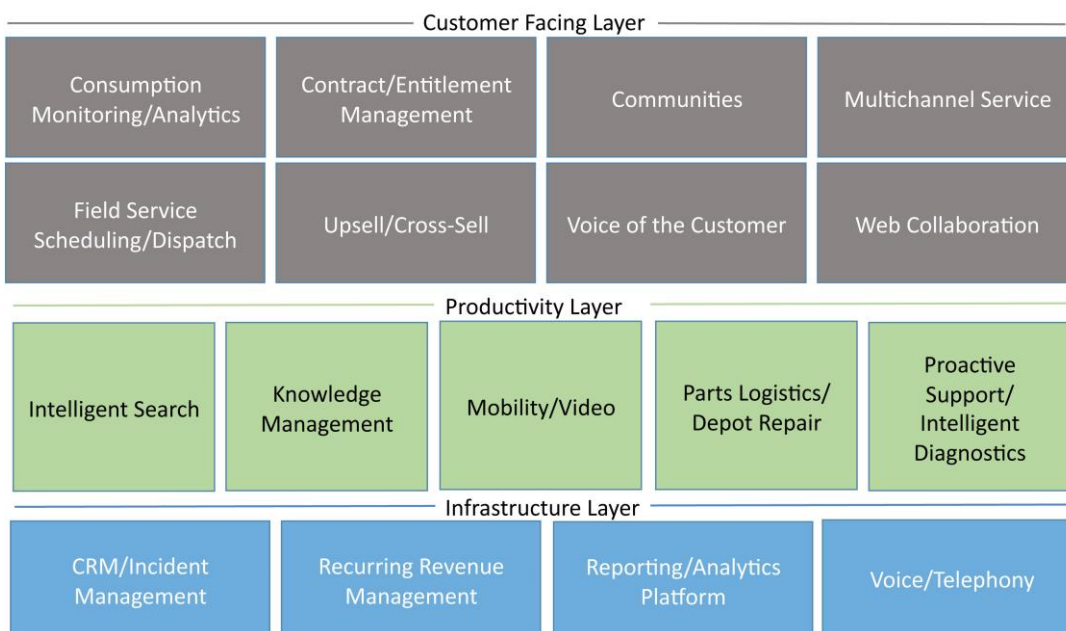 Customer Facing Layer
Consumption
Monitoring/Analytics
Contract/Entitlement
Management
Communities
Multichannel Service
Field Service
Scheduling/Dispatch
Upsell/Cross-Sell
Voice of the Customer
Web Collaboration
Productivity Layer
Intelligent Search
Knowledge
Management
Mobility/Video
Parts Logistics/
Depot Repair
Proactive
Support/
Intelligent
Diagnostics
Infrastructure Layer
CRM/Incident
Management
Recurring Revenue
Management
Reporting/Analytics
Platform
Voice/Telephony